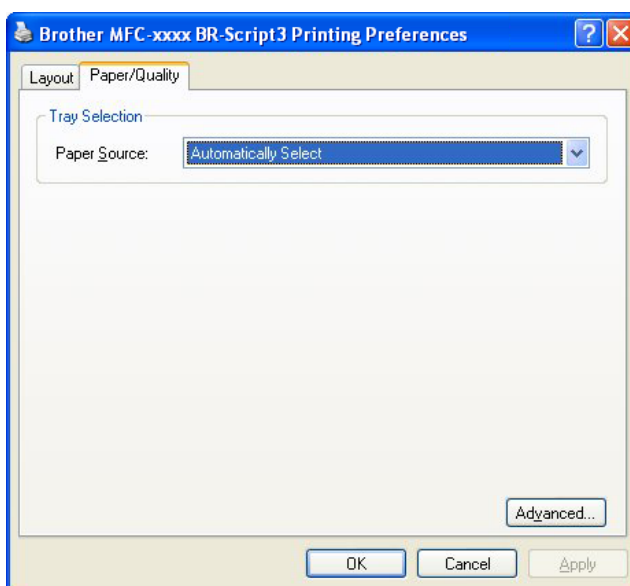 Brother MFC-xxxx BR-Script3 Printing Preferences
Layout Paper/Quality
Tray Selection
Paper Source: Automatically Select
Advanced...
OK Cancel Apply